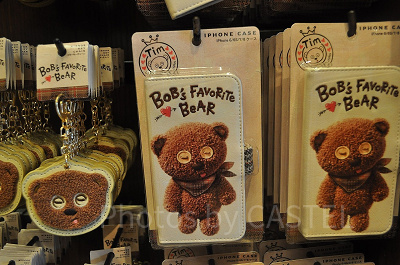 BOB'S FAVORITE
BEAR
Tim
IPHONE CASE
BOB'S FAVORITE
BEAR
Tim
IPHONE CASE
BOB'S FAVORITE
BEAR
Photos by CASTEL